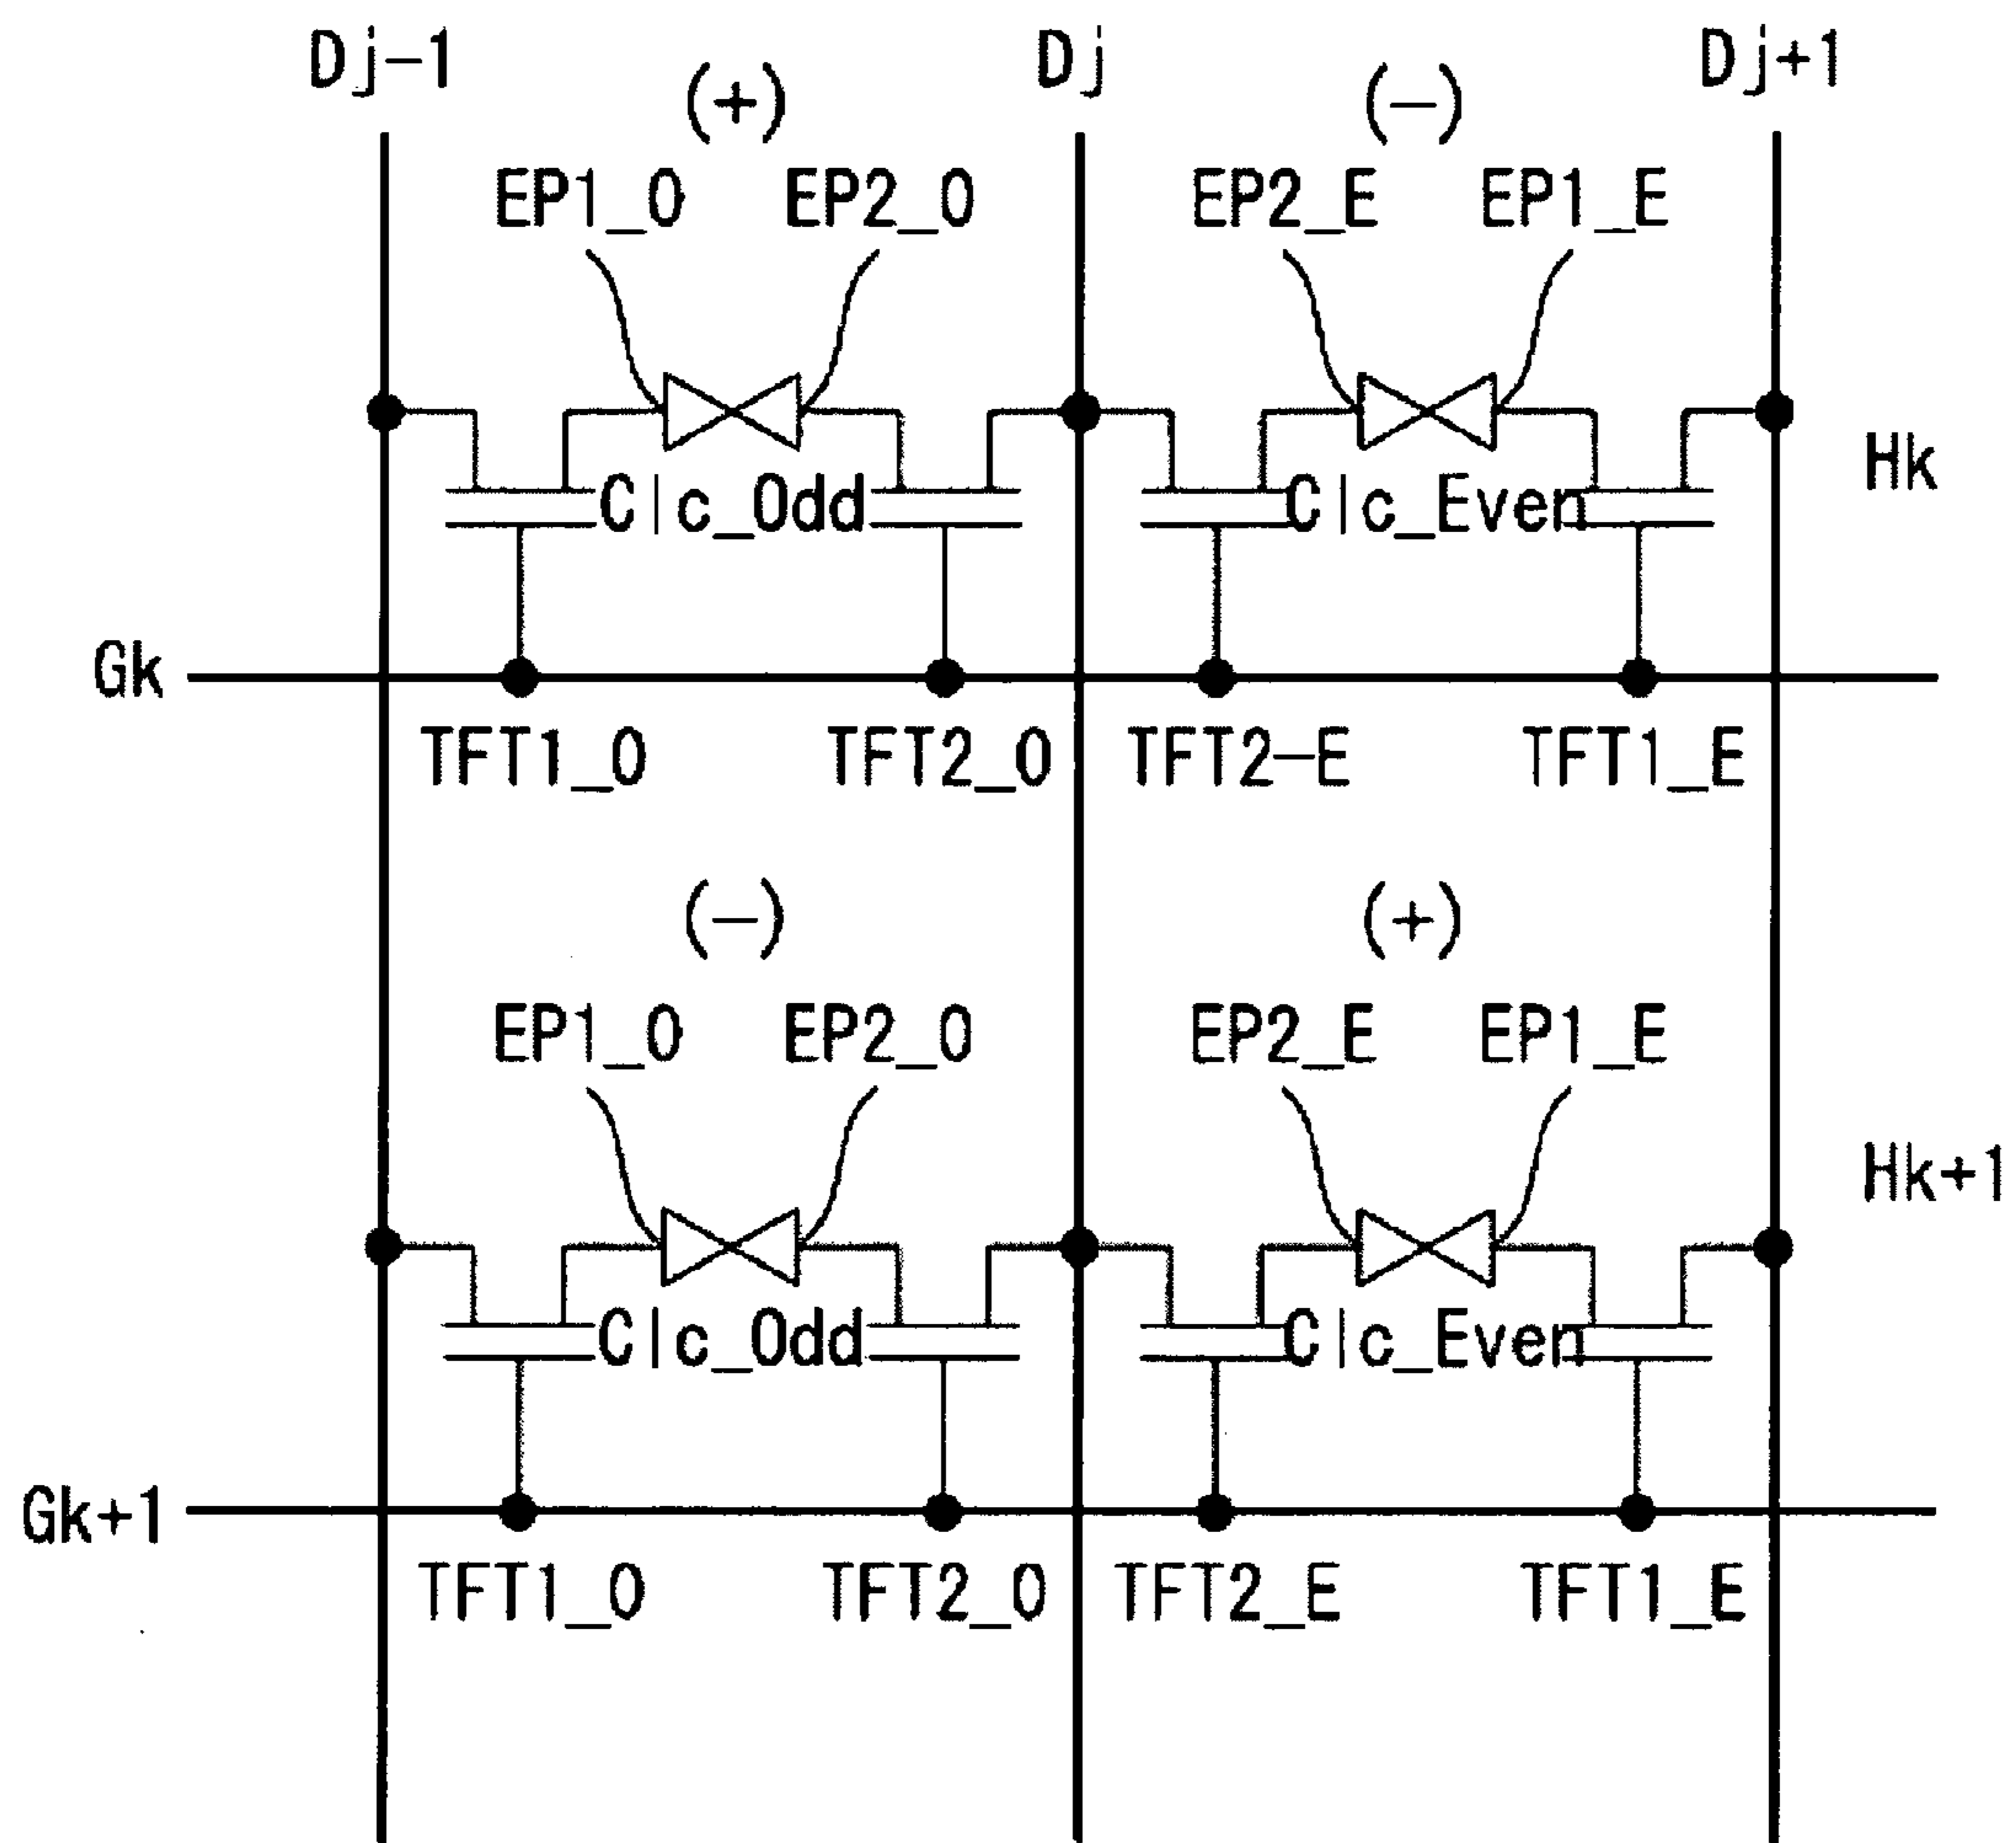 Dj-1
Dj
Dj+1
(+)
(-)
EP1_O
EP2_O
EP2_E
EP1_E
Hk
Clc_Odd
Clc_Even
Gk
TFT1_O
TFT2_O
TFT2-E
TFT1_E
(-)
(+)
EP1_O
EP2_O
EP2_E
EP1_E
Hk+1
Clc_Odd
Clc_Even
Gk+1
TFT1_O
TFT2_O
TFT2_E
TFT1_E